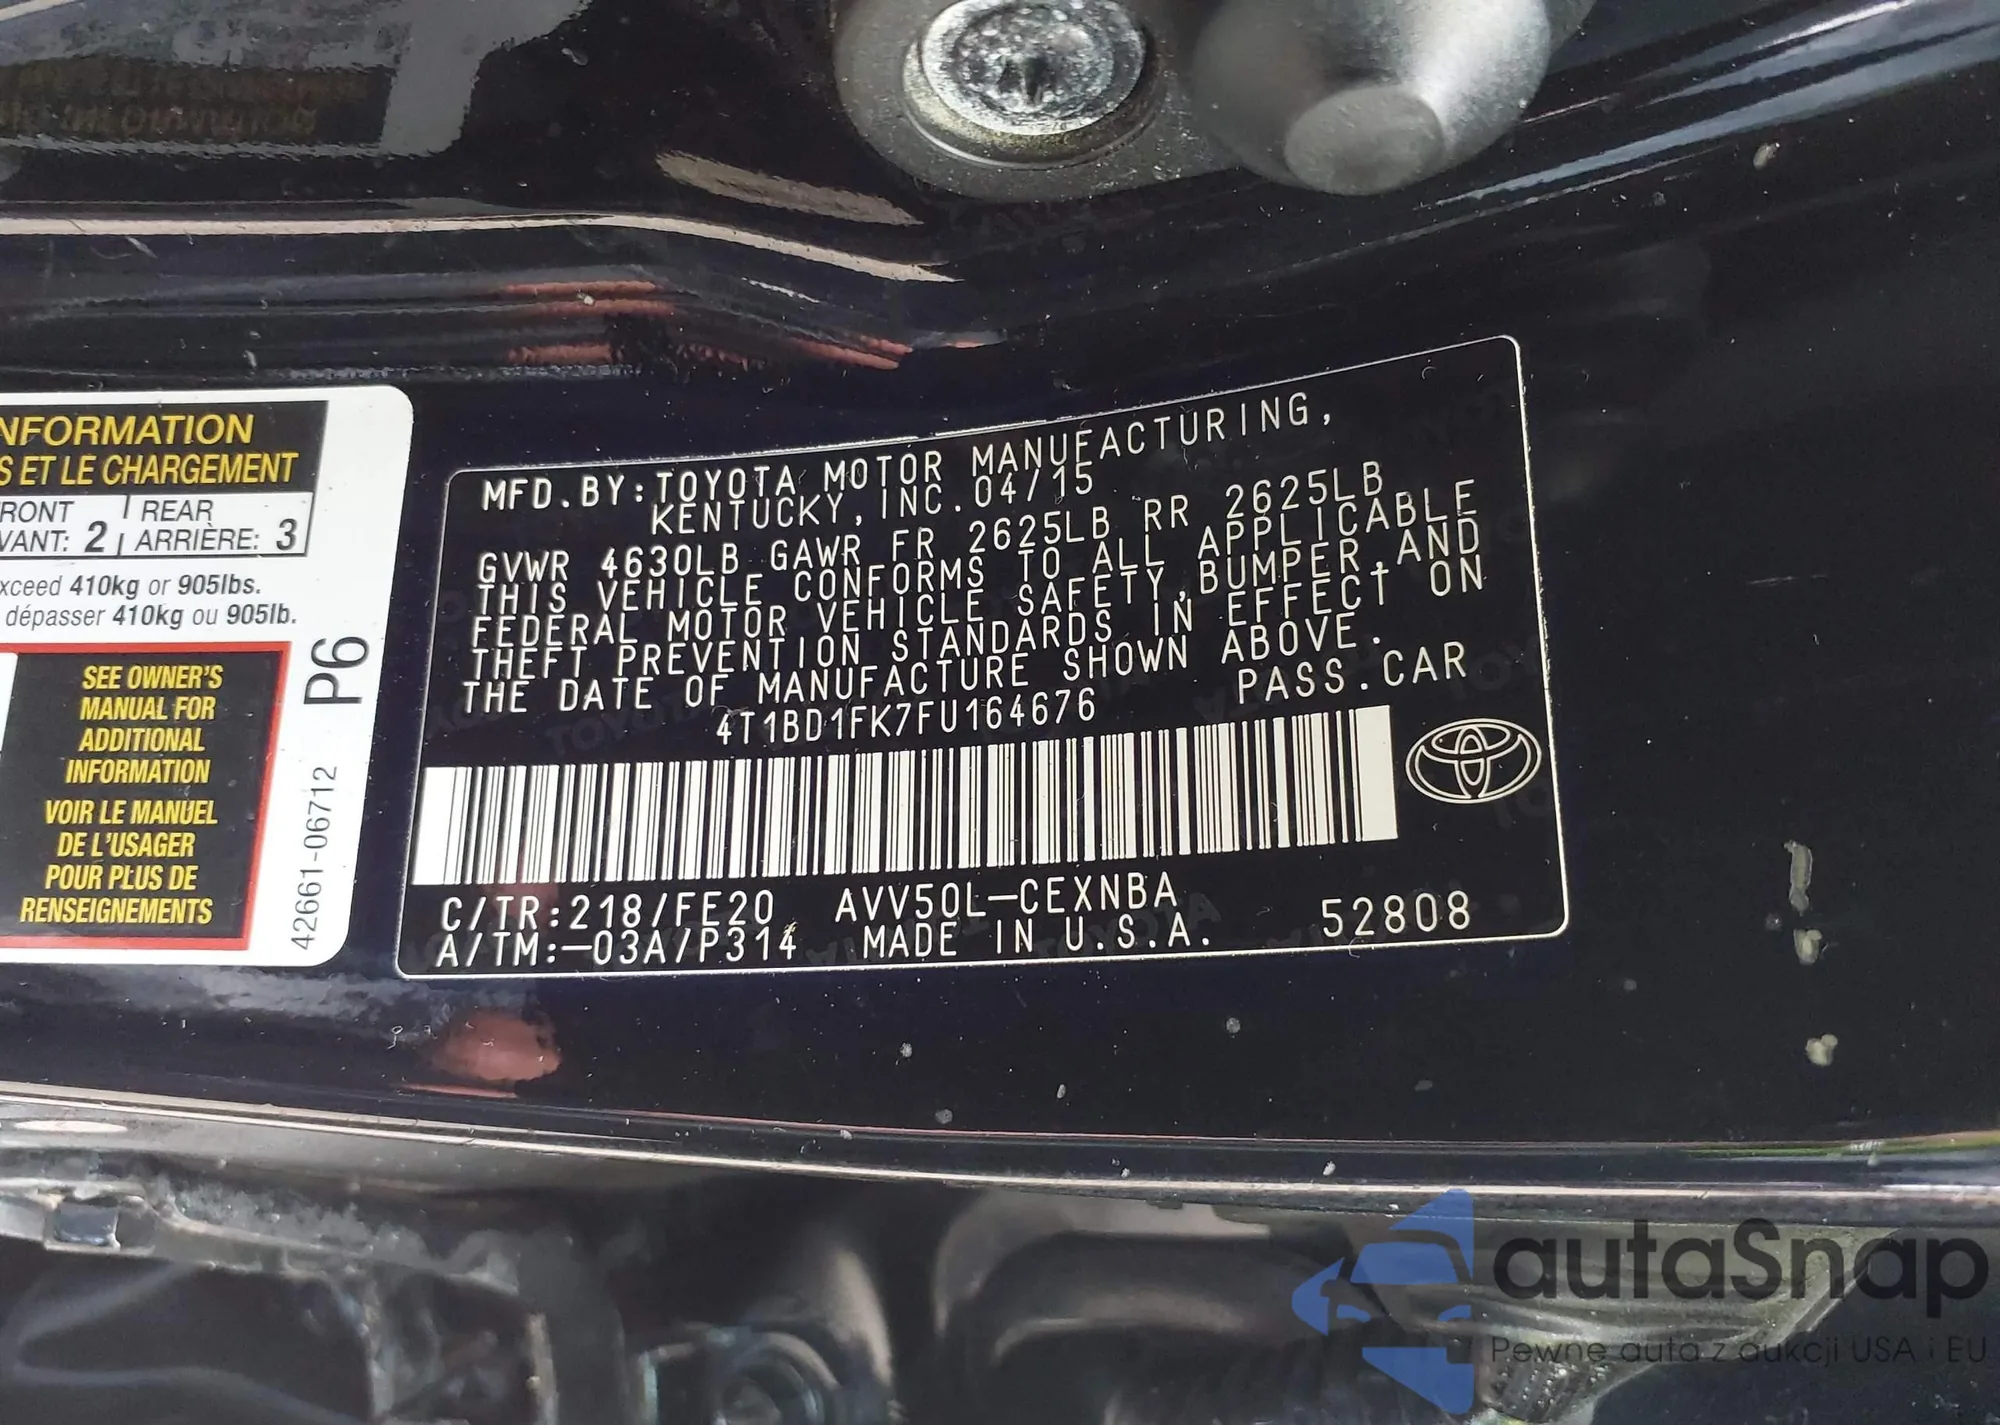 NFORMATION
S ET LE CHARGEMENT
RONT REAR
VANT: 2 ARRIÈRE: 3
xceed 410kg or 905lbs.
dépasser 410kg ou 905lb.
SEE OWNER'S
MANUAL FOR
ADDITIONAL
INFORMATION
VOIR LE MANUEL
DE L'USAGER
POUR PLUS DE
RENSEIGNEMENTS
42661-06712 P6
MFD.BY:TOYOTA MOTOR MANUFACTURING,
KENTUCKY,INC.04/15
GVWR 4630LB GAWR FR 2625LB RR 2625LB
THIS VEHICLE CONFORMS TO ALL APPLICABLE
FEDERAL MOTOR VEHICLE SAFETY,BUMPER,AND
THEFT PREVENTION STANDARDS IN EFFECT ON
THE DATE OF MANUFACTURE SHOWN ABOVE.
4T1BD1FK7FU164676 PASS.CAR
C/TR:218/FE20 AVV50L-CEXNBA
A/TM:-03A/P314 MADE IN U.S.A. 52808
autaSnap
Pewne auta z aukcji USA i EU